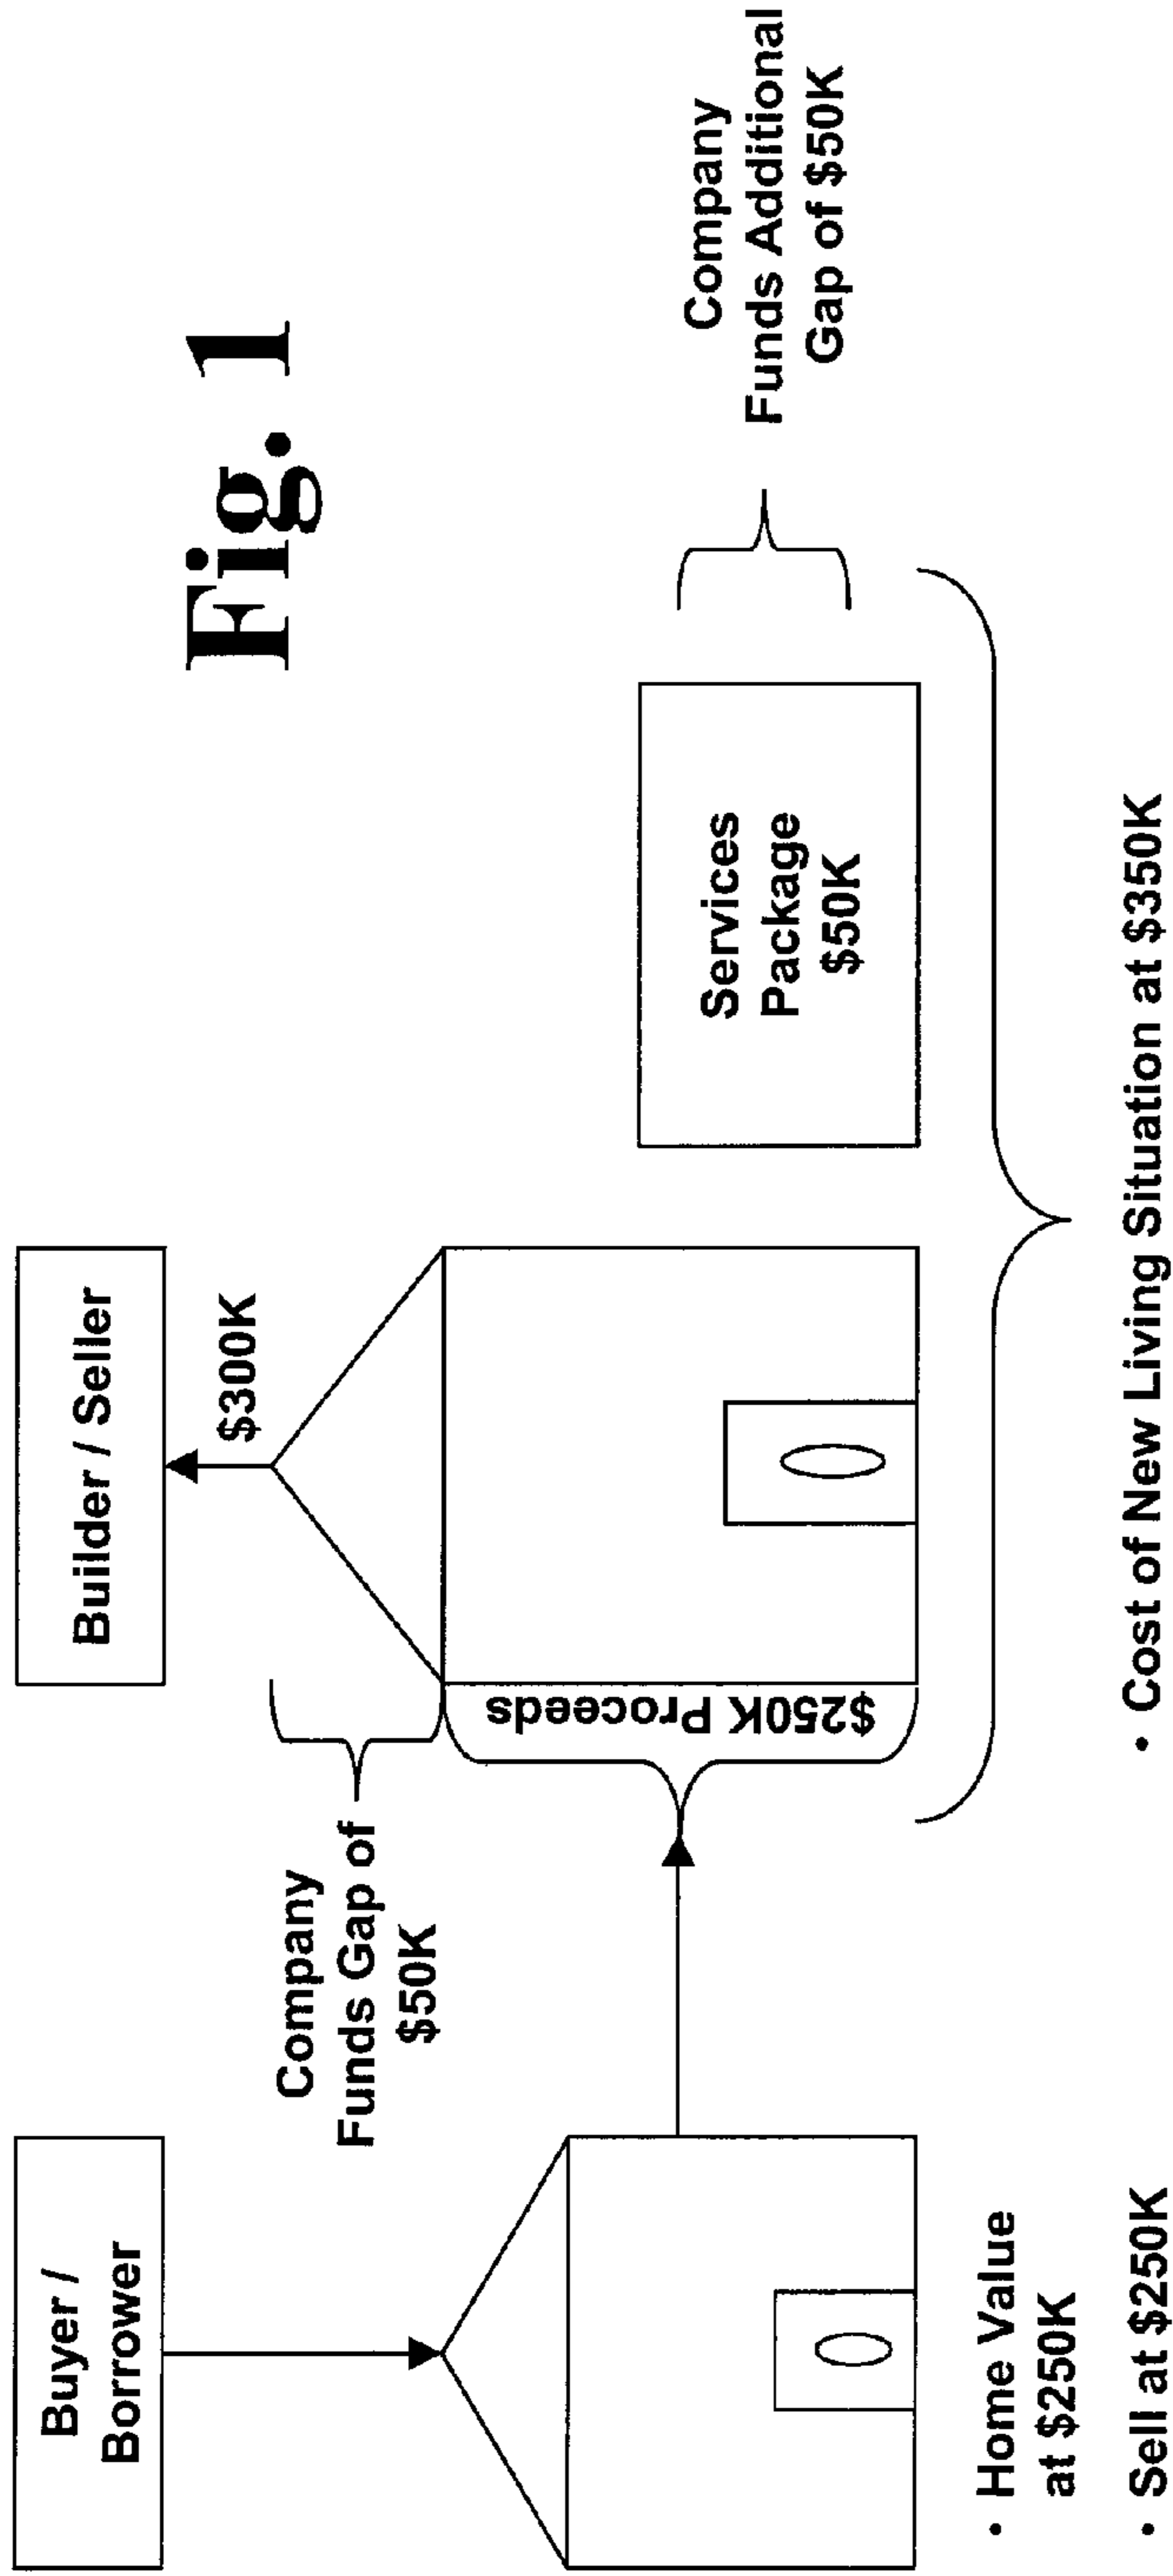 Fig. 1
Buyer /
Borrower
Builder / Seller
$300K
Company
Funds Gap of
$50K
$250K Proceeds
Services
Package
$50K
Company
Funds Additional
Gap of $50K
• Home Value
at $250K
• Sell at $250K
• Cost of New Living Situation at $350K